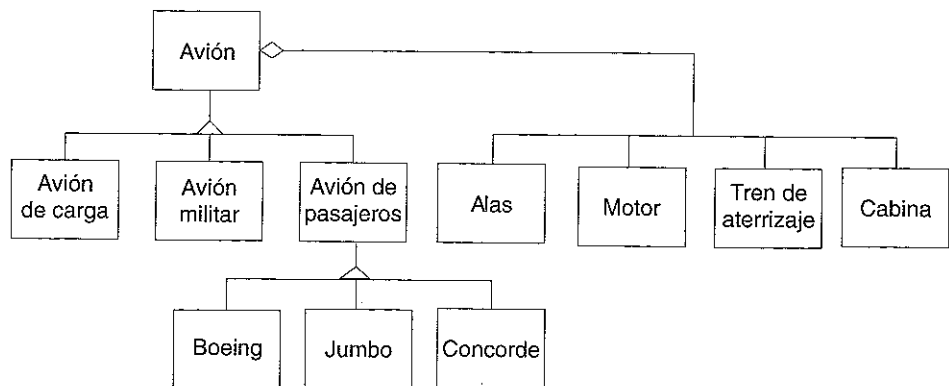 Avión
Avión
de carga
Avión
militar
Avión de
pasajeros
Alas
Motor
Tren de
aterrizaje
Cabina
Boeing
Jumbo
Concorde